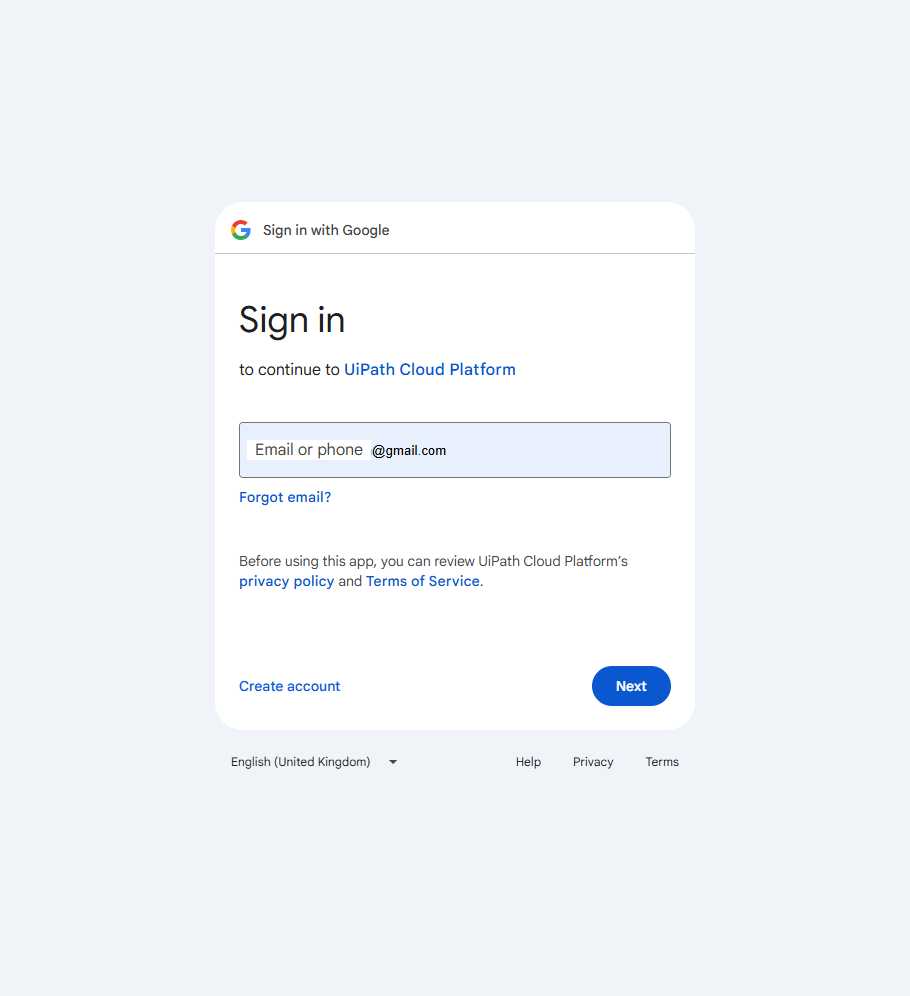 Sign in with Google
Sign in
to continue to UiPath Cloud Platform
Email or phone @gmail.com
Forgot email?
Before using this app, you can review UiPath Cloud Platform's
privacy policy and Terms of Service.
Create account Next
English (United Kingdom) Help Privacy Terms